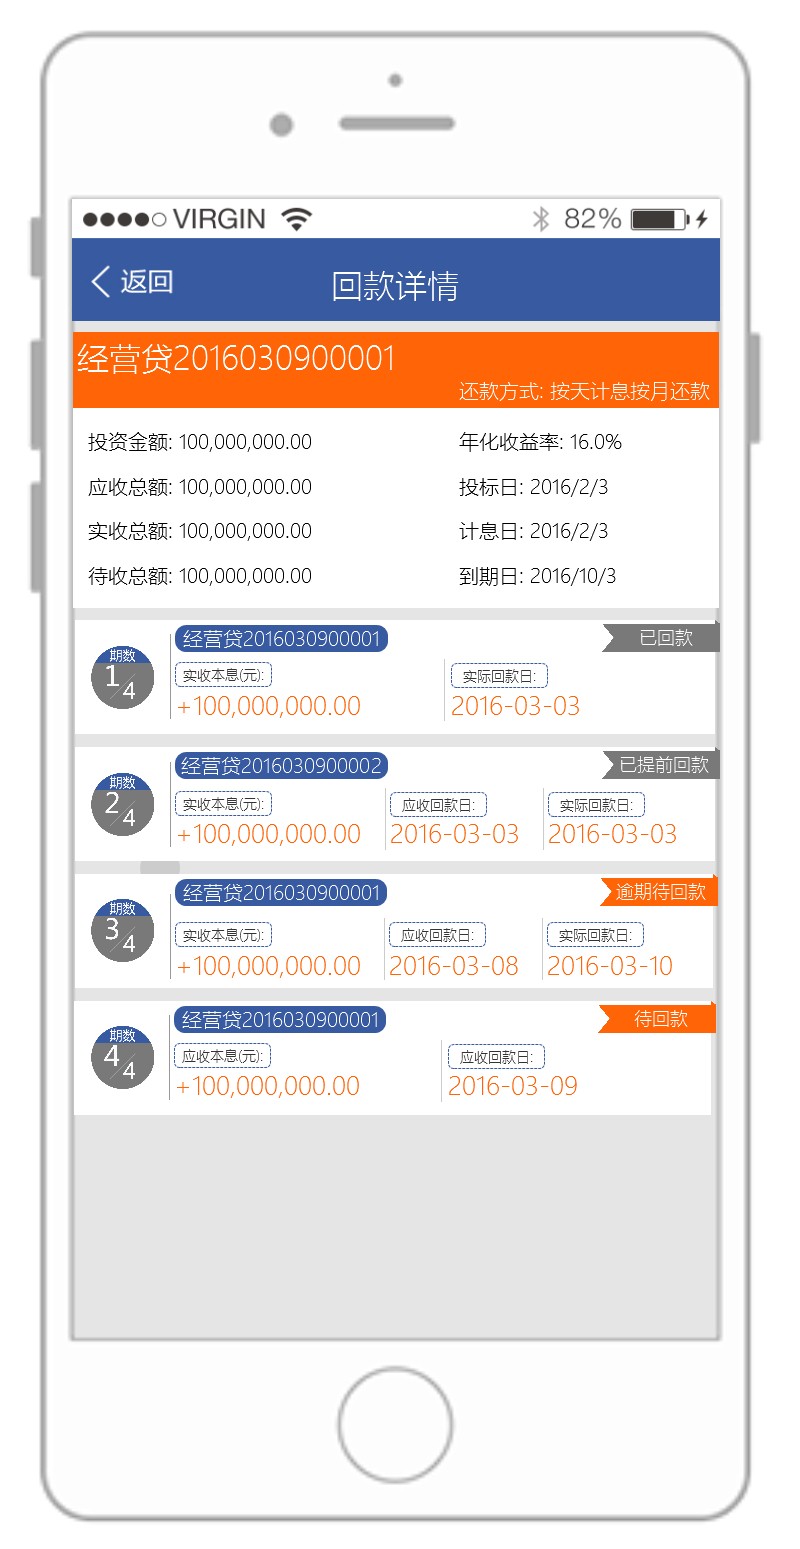 VIRGIN 82%
返回 回款详情
经营贷2016030900001
还款方式: 按天计息按月还款
投资金额: 100,000,000.00 年化收益率: 16.0%
应收总额: 100,000,000.00 投标日: 2016/2/3
实收总额: 100,000,000.00 计息日: 2016/2/3
待收总额: 100,000,000.00 到期日: 2016/10/3
经营贷2016030900001 已回款
期数 1/4
实收本息(元): 实际回款日:
+100,000,000.00 2016-03-03
经营贷2016030900002 已提前回款
期数 2/4
实收本息(元): 应收回款日: 实际回款日:
+100,000,000.00 2016-03-03 2016-03-03
经营贷2016030900001 逾期待回款
期数 3/4
实收本息(元): 应收回款日: 实际回款日:
+100,000,000.00 2016-03-08 2016-03-10
经营贷2016030900001 待回款
期数 4/4
应收本息(元): 应收回款日:
+100,000,000.00 2016-03-09